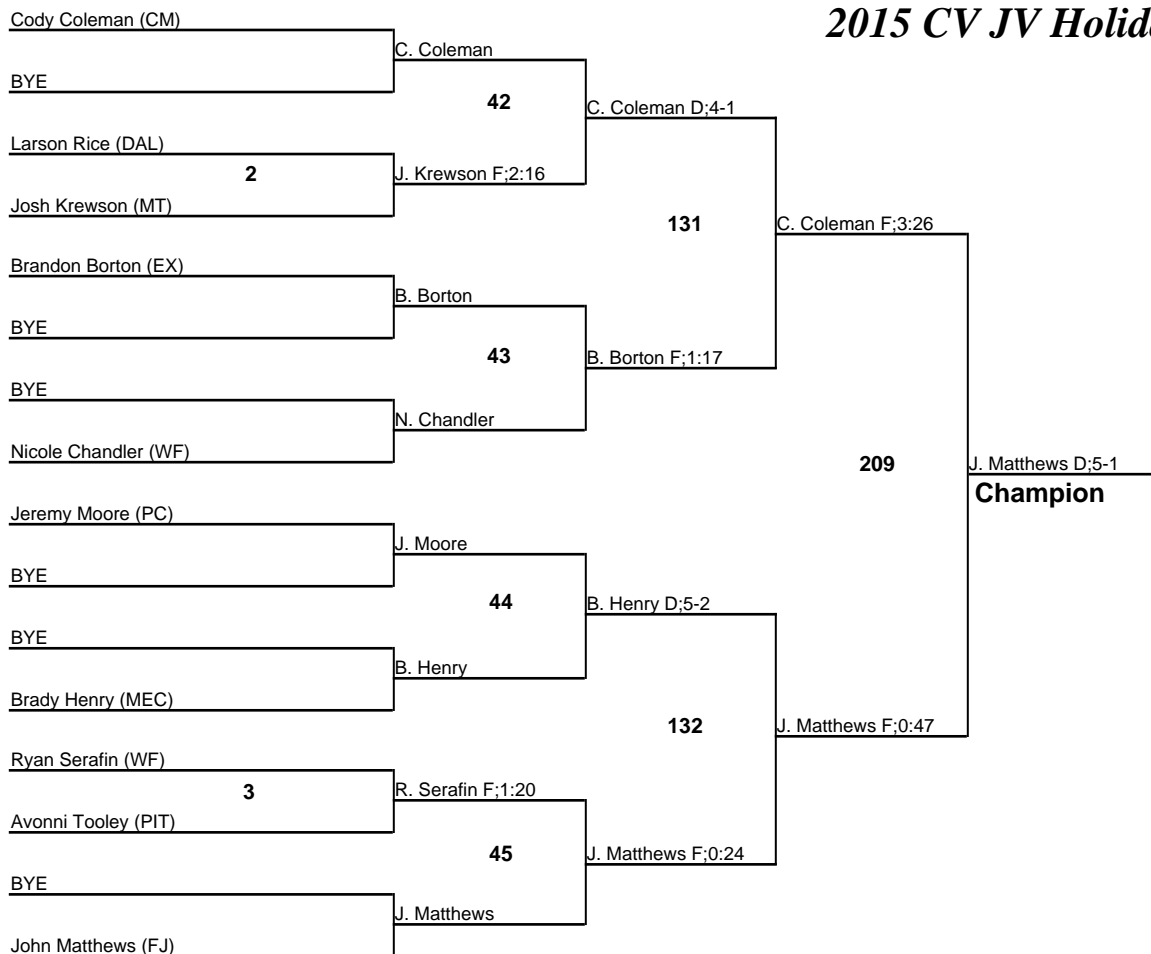 2015 CV JV Holid
Cody Coleman (CM)
C. Coleman
BYE
42
C. Coleman D;4-1
Larson Rice (DAL)
2
J. Krewson F;2:16
Josh Krewson (MT)
131
C. Coleman F;3:26
Brandon Borton (EX)
B. Borton
BYE
43
B. Borton F;1:17
BYE
N. Chandler
Nicole Chandler (WF)
209
J. Matthews D;5-1
Champion
Jeremy Moore (PC)
J. Moore
BYE
44
B. Henry D;5-2
BYE
B. Henry
Brady Henry (MEC)
132
J. Matthews F;0:47
Ryan Serafin (WF)
3
R. Serafin F;1:20
Avonni Tooley (PIT)
45
J. Matthews F;0:24
BYE
J. Matthews
John Matthews (FJ)